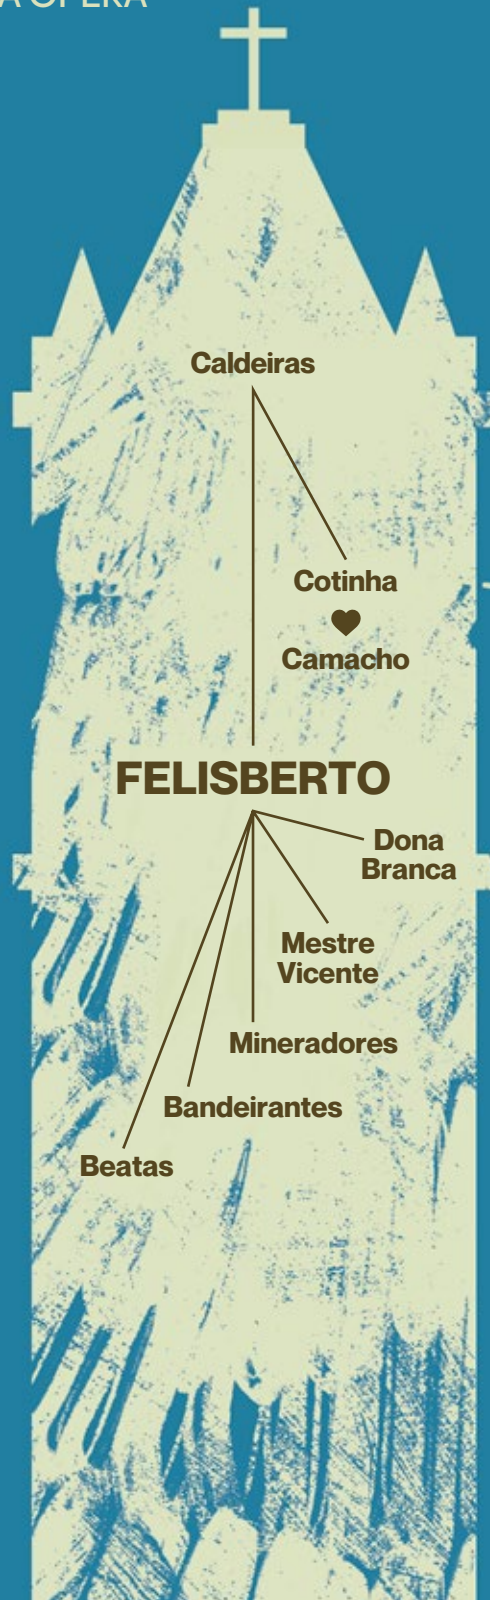 A ÓPERA
Caldeiras
Cotinha
Camacho
FELISBERTO
Dona
Branca
Mestre
Vicente
Mineradores
Bandeirantes
Beatas